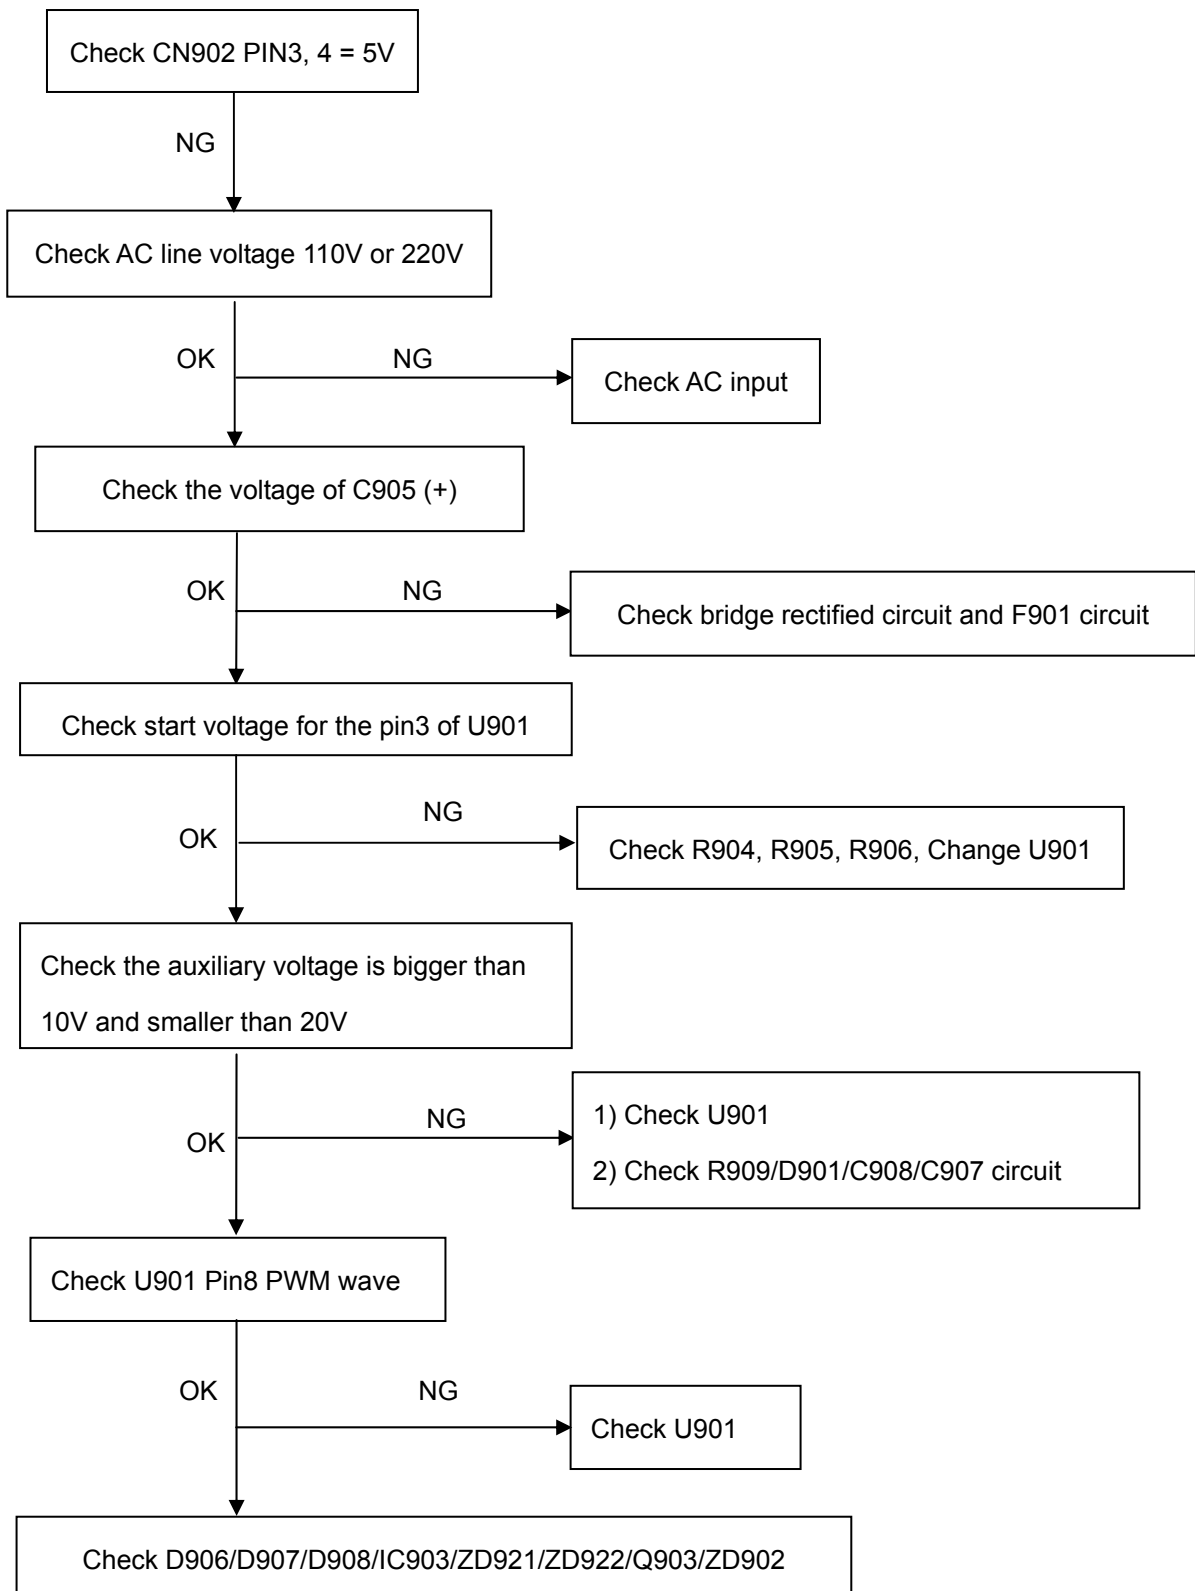 Check CN902 PIN3, 4 = 5V
NG
Check AC line voltage 110V or 220V
OK
NG
Check AC input
Check the voltage of C905 (+)
OK
NG
Check bridge rectified circuit and F901 circuit
Check start voltage for the pin3 of U901
NG
OK
Check R904, R905, R906, Change U901
Check the auxiliary voltage is bigger than
10V and smaller than 20V
OK
NG
1) Check U901
2) Check R909/D901/C908/C907 circuit
Check U901 Pin8 PWM wave
OK
NG
Check U901
Check D906/D907/D908/IC903/ZD921/ZD922/Q903/ZD902